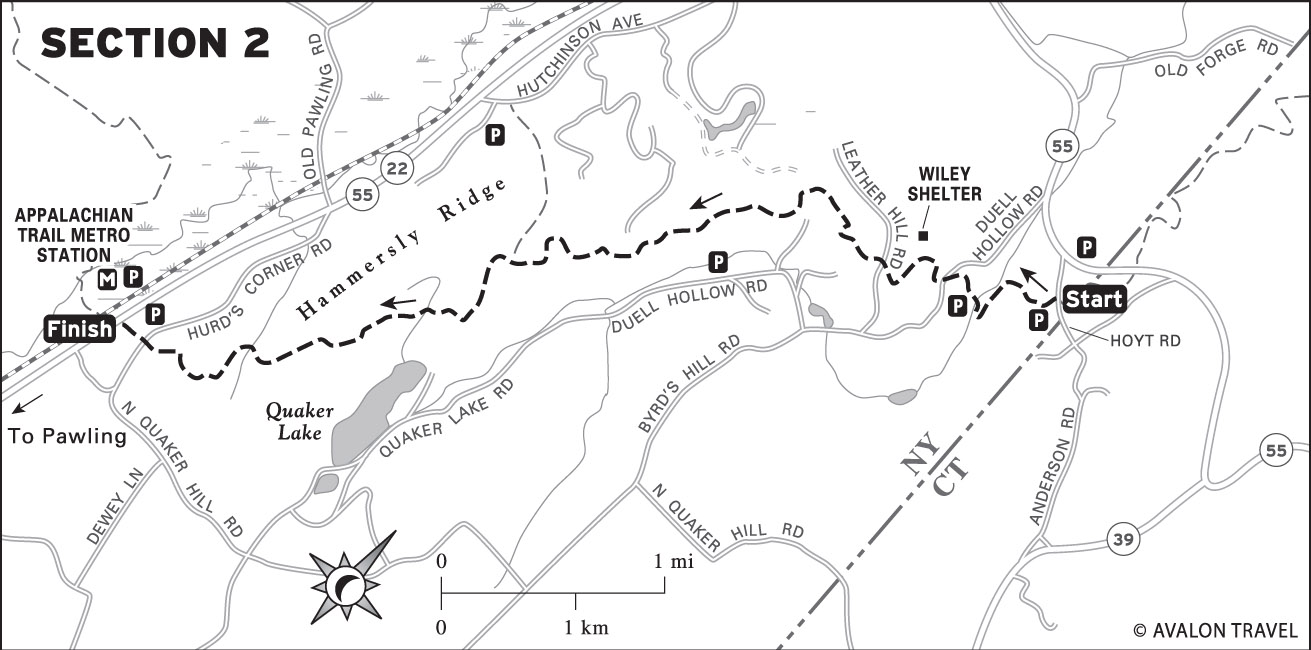 SECTION 2
OLD PAWLING RD
HUTCHINSON AVE
OLD FORGE RD
P
22
55
55
LEATHER HILL RD
WILEY
SHELTER
DUELL
HOLLOW RD
Hammersly Ridge
APPALACHIAN
TRAIL METRO
STATION
M
P
P
P
P
Start
P
P
Finish
HURD'S CORNER RD
DUELL HOLLOW RD
HOYT RD
BYRD'S HILL RD
Quaker
Lake
QUAKER LAKE RD
To Pawling
N QUAKER HILL RD
DEWEY LN
NY
CT
ANDERSON RD
55
N QUAKER HILL RD
39
0
1 mi
0
1 km
© AVALON TRAVEL